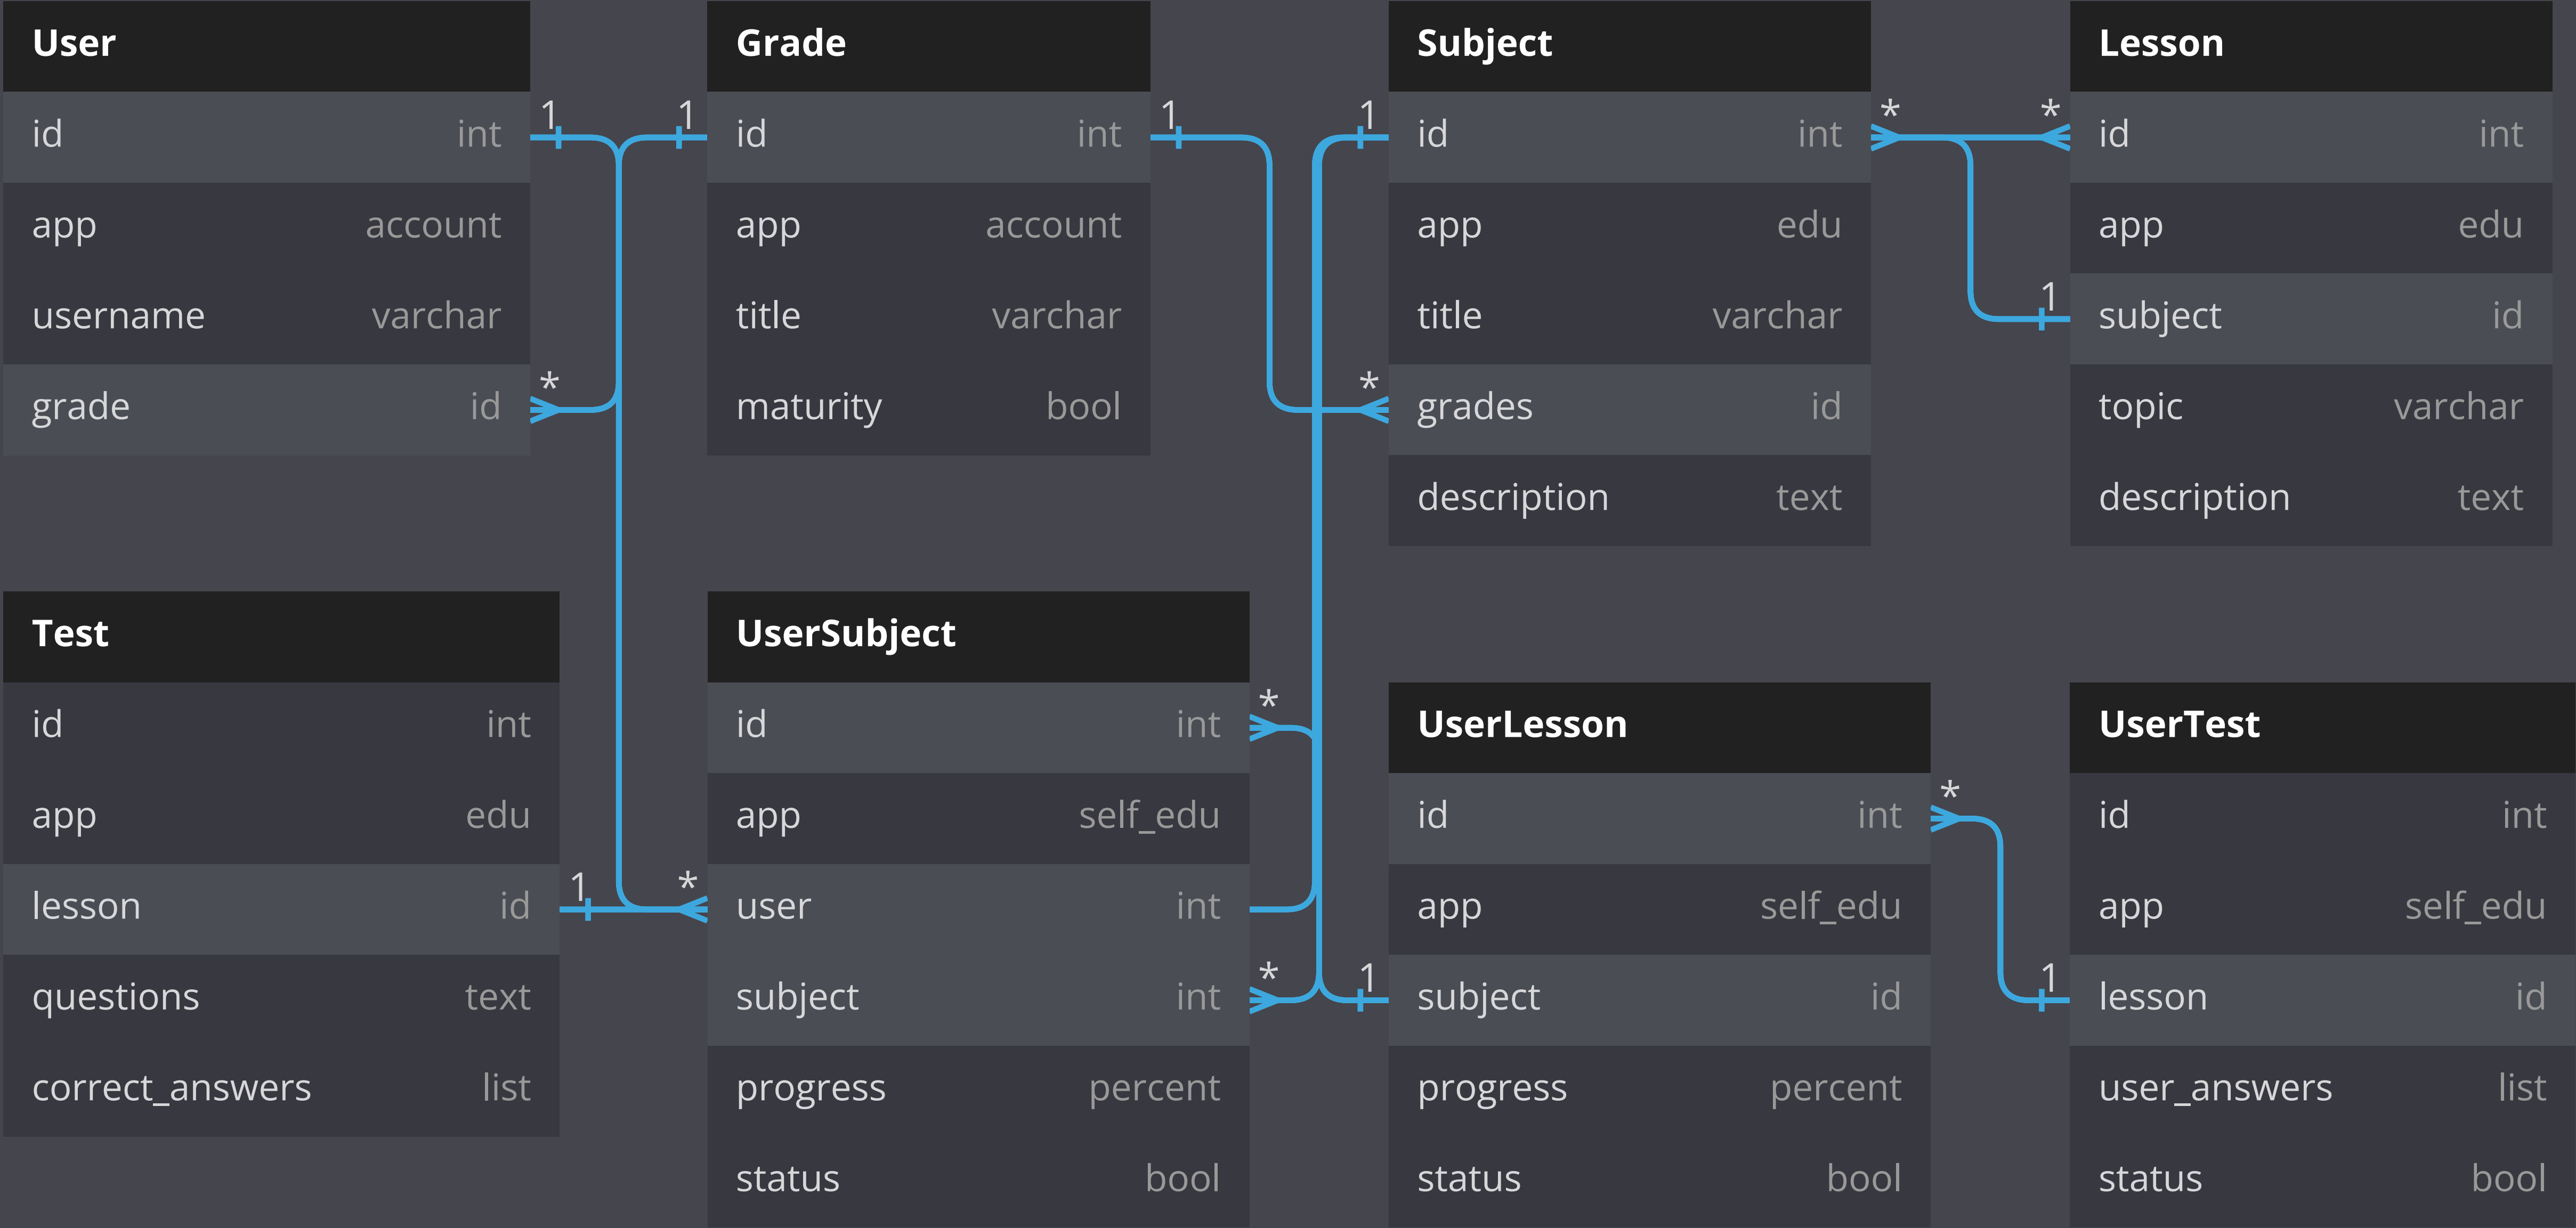 User
id int
app account
username varchar
grade id
Grade
id int
app account
title varchar
maturity bool
Subject
id int
app edu
title varchar
grades id
description text
Lesson
id int
app edu
subject id
topic varchar
description text
1
*
1
1
1
*
*
*
1
Test
id int
app edu
lesson id
questions text
correct_answers list
UserSubject
id int
app self_edu
user int
subject int
progress percent
status bool
UserLesson
id int
app self_edu
subject id
progress percent
status bool
UserTest
id int
app self_edu
lesson id
user_answers list
status bool
1
*
*
*
1
*
1